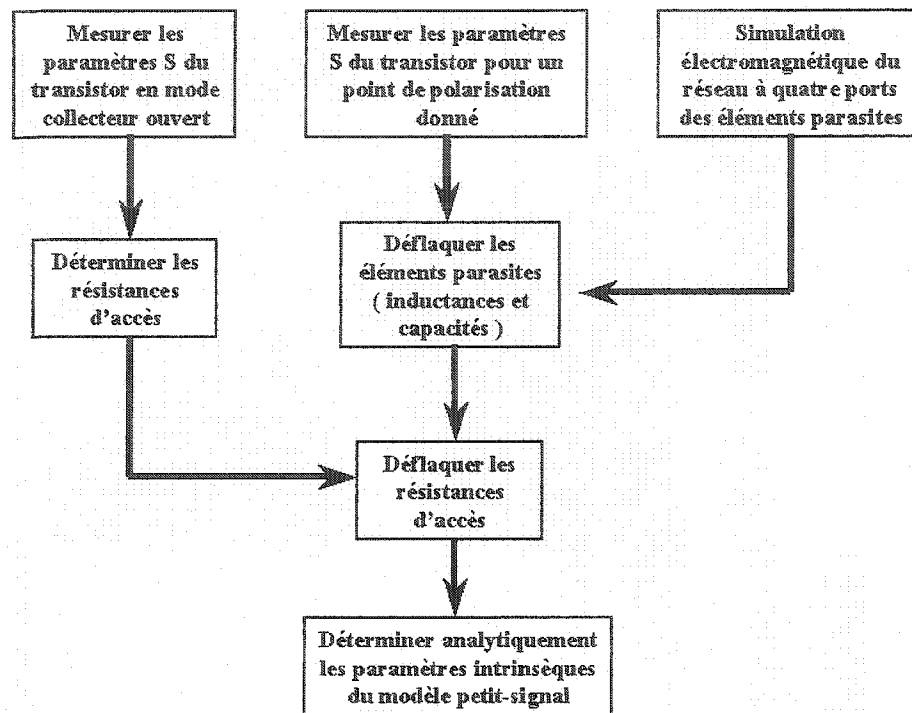 Mesurer les
paramètres S du
transistor en mode
collecteur ouvert
Mesurer les paramètres
S du transistor pour un
point de polarisation
donné
Simulation
électromagnétique du
réseau à quatre ports
des éléments parasites
Déterminer les
résistances
d'accès
Déflaquer les
éléments parasites
( inductances et
capacités )
Déflaquer les
résistances
d'accès
Déterminer analytiquement
les paramètres intrinsèques
du modèle petit-signal